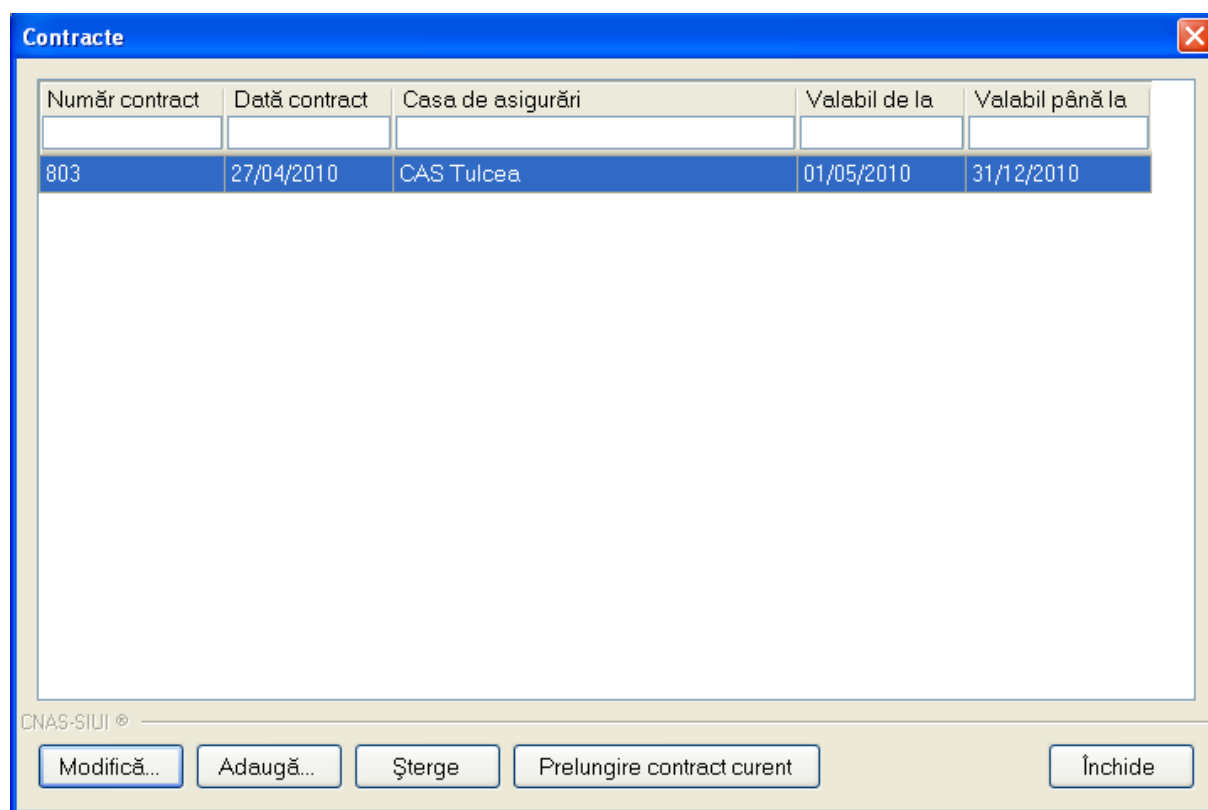 Contracte
Număr contract Dată contract Casa de asigurări Valabil de la Valabil până la
803 27/04/2010 CAS Tulcea 01/05/2010 31/12/2010
CNAS-SIUI ®
Modifică... Adaugă... Şterge Prelungire contract curent Închide